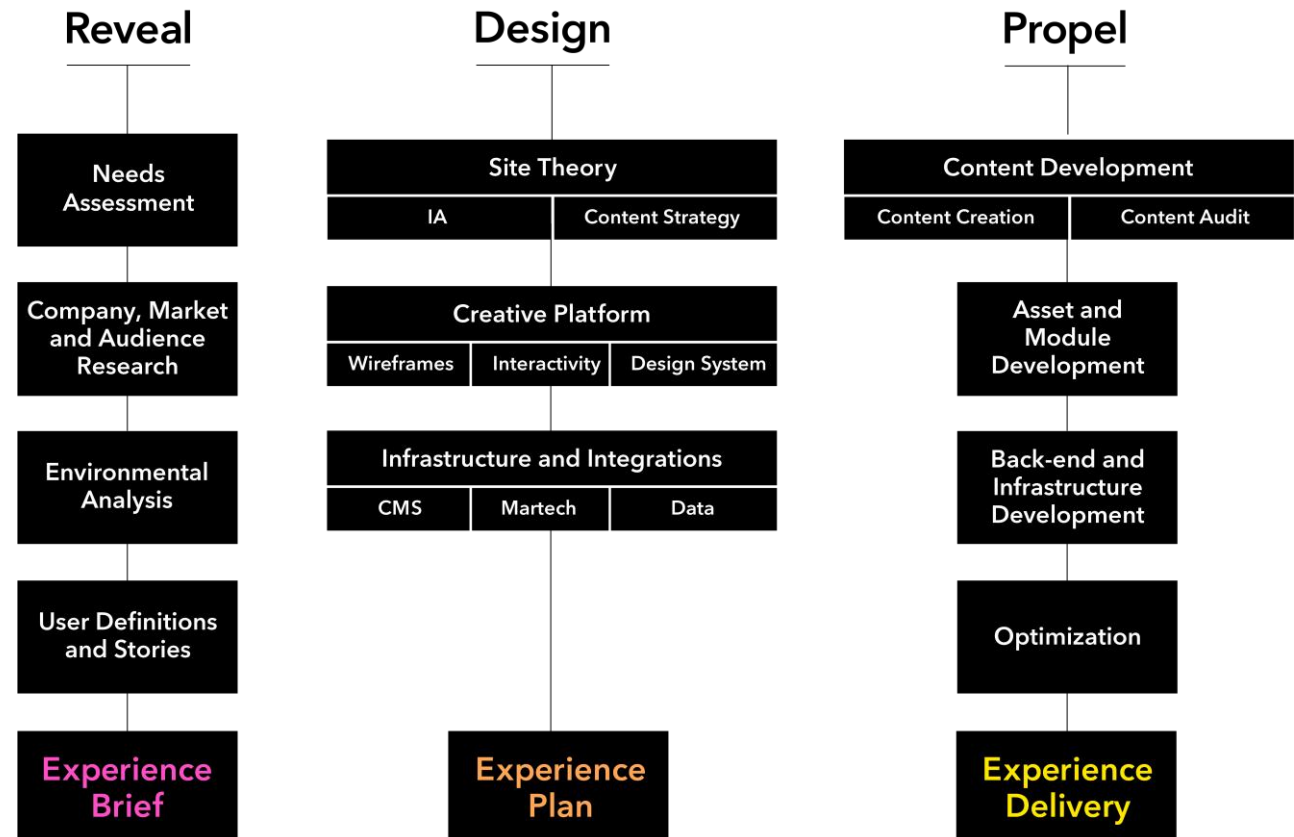 Reveal
Needs
Assessment
Company, Market
and Audience
Research
Environmental
Analysis
User Definitions
and Stories
Experience
Brief
Design
Site Theory
IA
Content Strategy
Creative Platform
Wireframes
Interactivity
Design System
Infrastructure and Integrations
CMS
Martech
Data
Experience
Plan
Propel
Content Development
Content Creation
Content Audit
Asset and
Module
Development
Back-end and
Infrastructure
Development
Optimization
Experience
Delivery